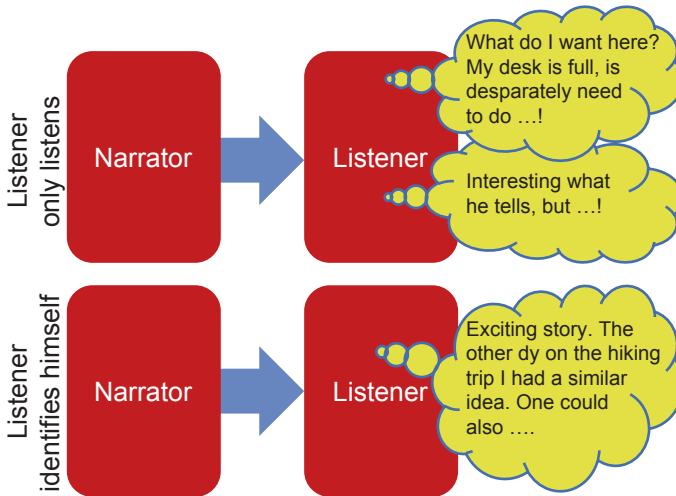 Listener
only listens
Narrator
Listener
What do I want here?
My desk is full, is
desparately need
to do …!
Interesting what
he tells, but …!
Listener
identifies himself
Narrator
Listener
Exciting story. The
other dy on the hiking
trip I had a similar
idea. One could
also ….